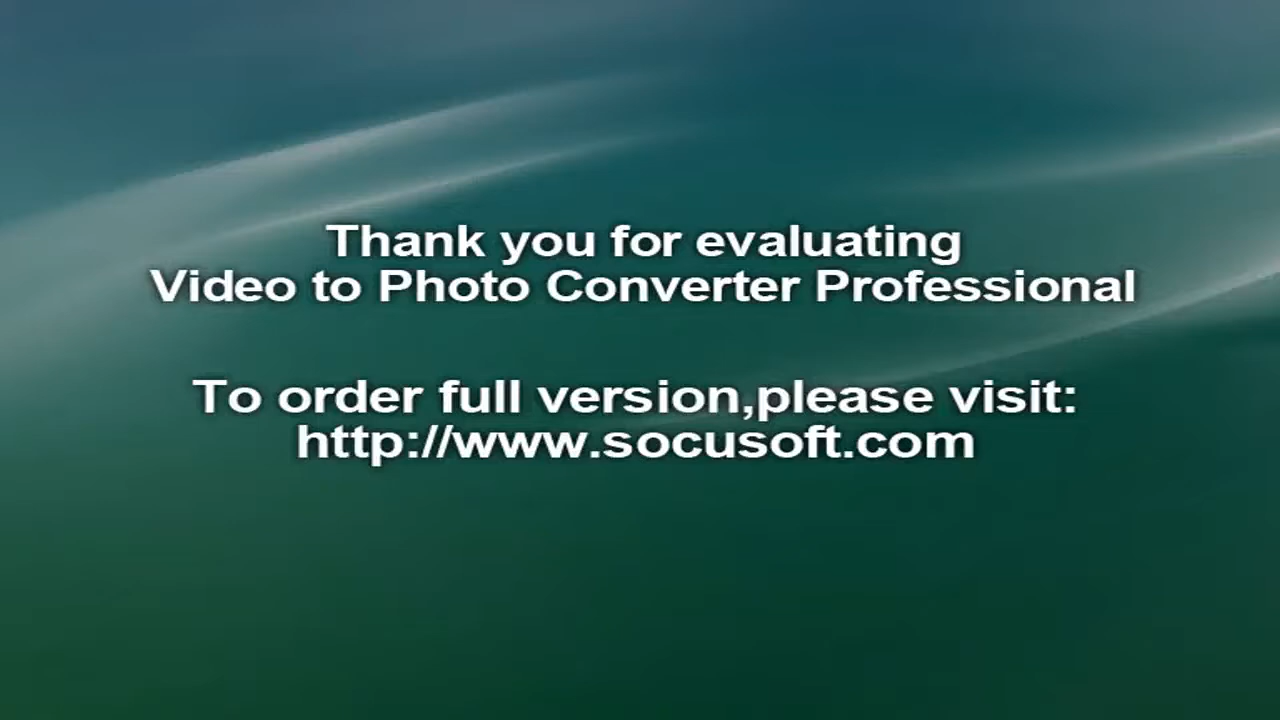 Thank you for evaluating
Video to Photo Converter Professional
To order full version,please visit:
http://www.socusoft.com